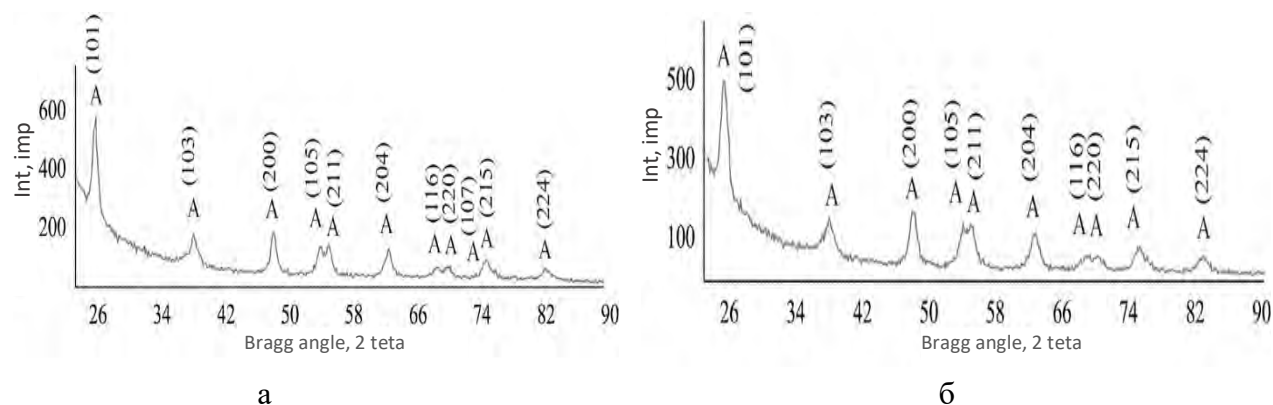 (101)
A
(103)
A
(200)
A
(105)
A
(211)
A
(204)
A
(116)
A
(220)
A
(107)
A
(215)
A
(224)
A
600
400
200
Int, imp
26 34 42 50 58 66 74 82 90
Bragg angle, 2 teta
а
A
(101)
(103)
A
(200)
A
(105)
A
(211)
A
(204)
A
(116)
A
(220)
A
(215)
A
(224)
A
500
300
100
Int, imp
26 34 42 50 58 66 74 82 90
Bragg angle, 2 teta
б